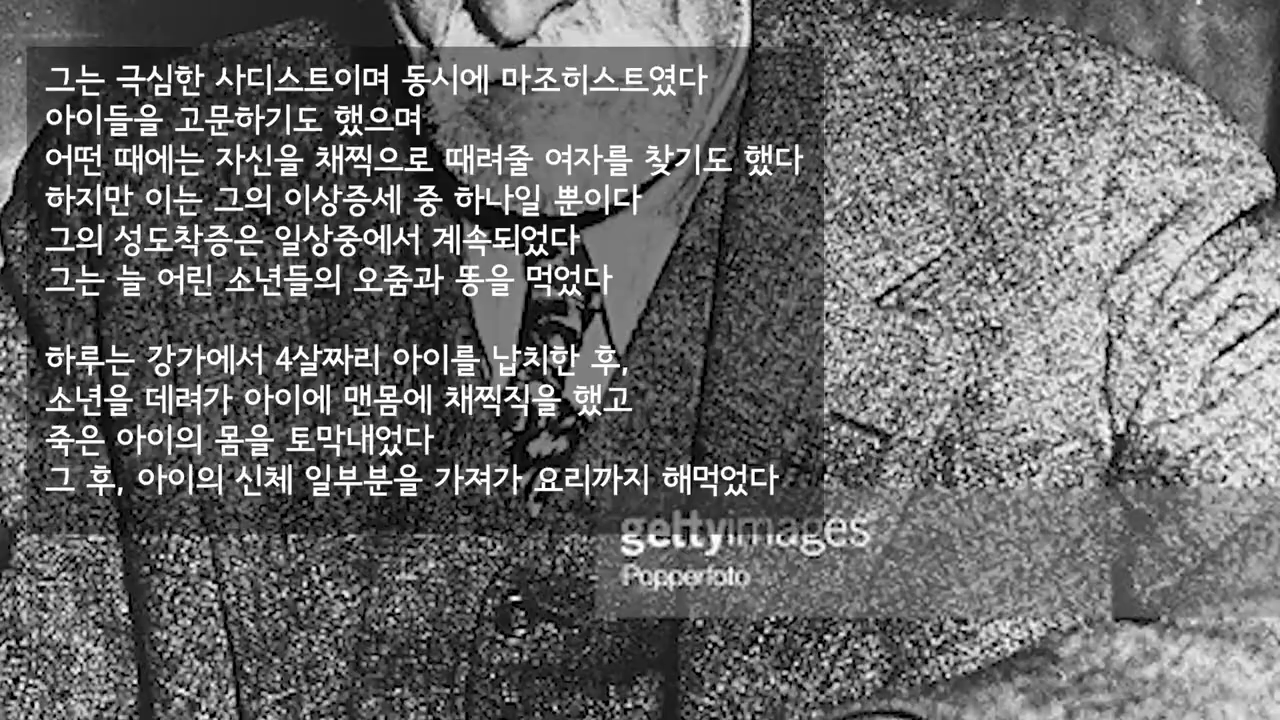 그는 극심한 사디스트이며 동시에 마조히스트였다
아이들을 고문하기도 했으며
어떤 때에는 자신을 채찍으로 때려줄 여자를 찾기도 했다
하지만 이는 그의 이상증세 중 하나일 뿐이다
그의 성도착증은 일상중에서 계속되었다
그는 늘 어린 소년들의 오줌과 똥을 먹었다
하루는 강가에서 4살짜리 아이를 납치한 후,
소년을 데려가 아이에 맨몸에 채찍직을 했고
죽은 아이의 몸을 토막내었다
그 후, 아이의 신체 일부분을 가져가 요리까지 해먹었다
gettyimages
Popperfoto